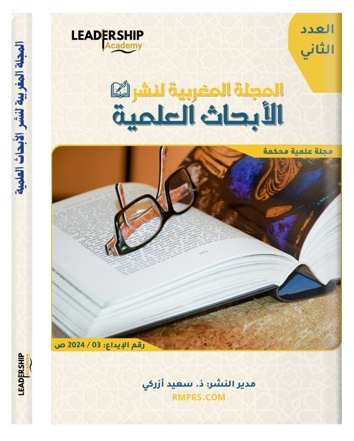 LEADERSHIP
Academy
العدد
الثاني
المجلة المغربية لنشر
الأبحاث العلمية
مجلة علمية محكمة
رقم الإيداع: 03 / 2024 ص
مدير النشر: ذ. سعيد أزركي
RMPRS.COM
المجلة المغربية لنشر الأبحاث العلمية
LEADERSHIP